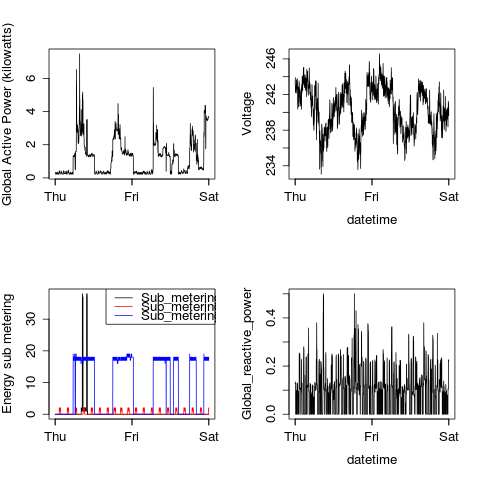 Global Active Power (kilowatts)
0 2 4 6
Thu Fri Sat
Voltage
234 238 242 246
Thu Fri Sat
datetime
Energy sub metering
0 10 20 30
Sub_metering
Sub_metering
Sub_metering
Thu Fri Sat
Global_reactive_power
0.0 0.2 0.4
Thu Fri Sat
datetime